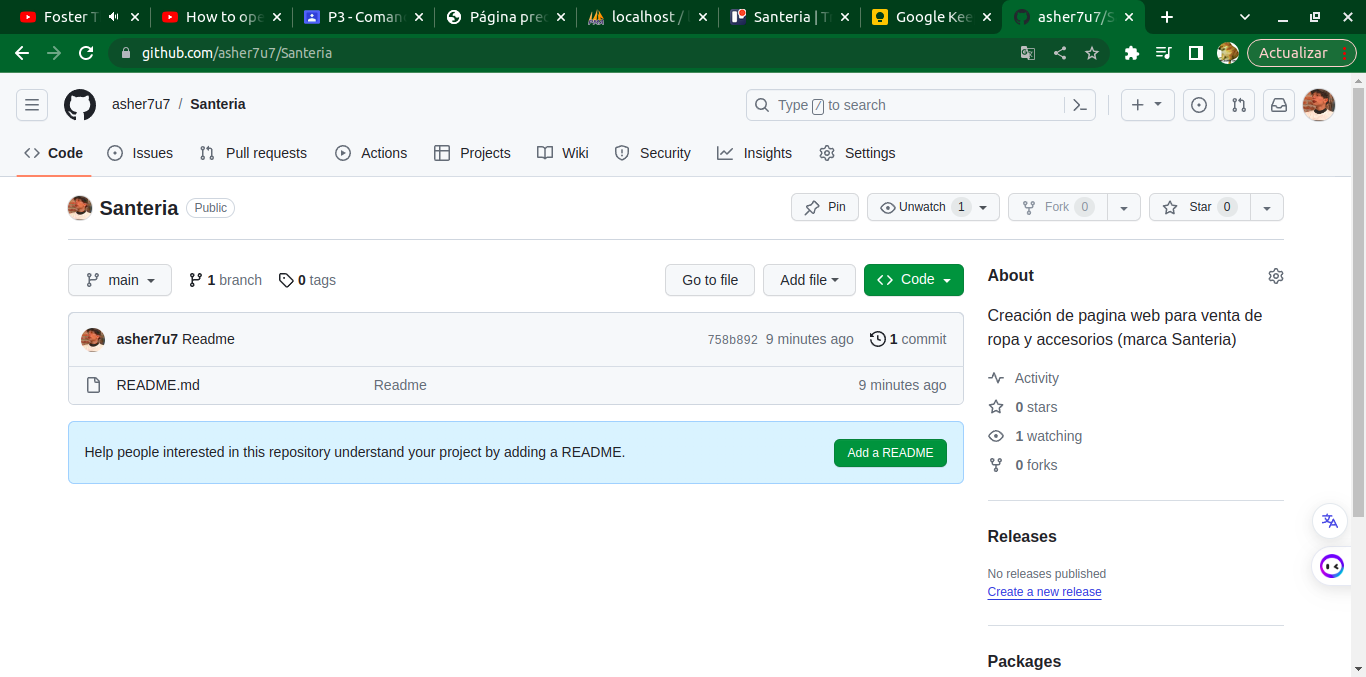 Foster T
How to ope
P3 - Coman
Página pre
localhost /
Santeria | T
Google Kee
asher7u7/S
github.com/asher7u7/Santeria
Actualizar
asher7u7 / Santeria
Type / to search
Code
Issues
Pull requests
Actions
Projects
Wiki
Security
Insights
Settings
Santeria Public
Pin
Unwatch 1
Fork 0
Star 0
main
1 branch
0 tags
Go to file
Add file
Code
asher7u7 Readme
758b892 9 minutes ago
1 commit
README.md
Readme
9 minutes ago
Help people interested in this repository understand your project by adding a README.
Add a README
About
Creación de pagina web para venta de
ropa y accesorios (marca Santeria)
Activity
0 stars
1 watching
0 forks
Releases
No releases published
Create a new release
Packages